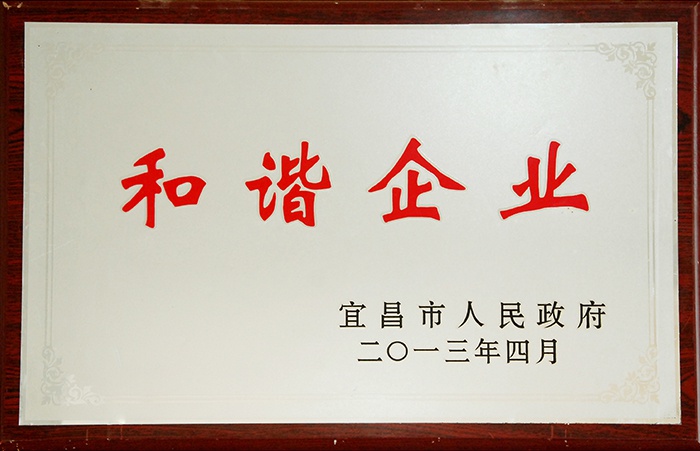 和谐企业
宜昌市人民政府
二〇一三年四月